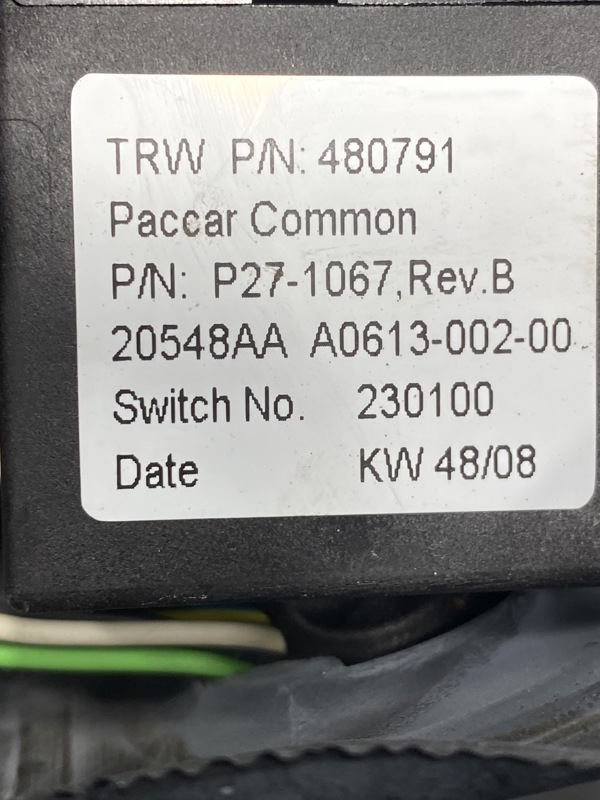 TRW P/N: 480791
Paccar Common
P/N: P27-1067,Rev.B
20548AA A0613-002-00
Switch No. 230100
Date KW 48/08